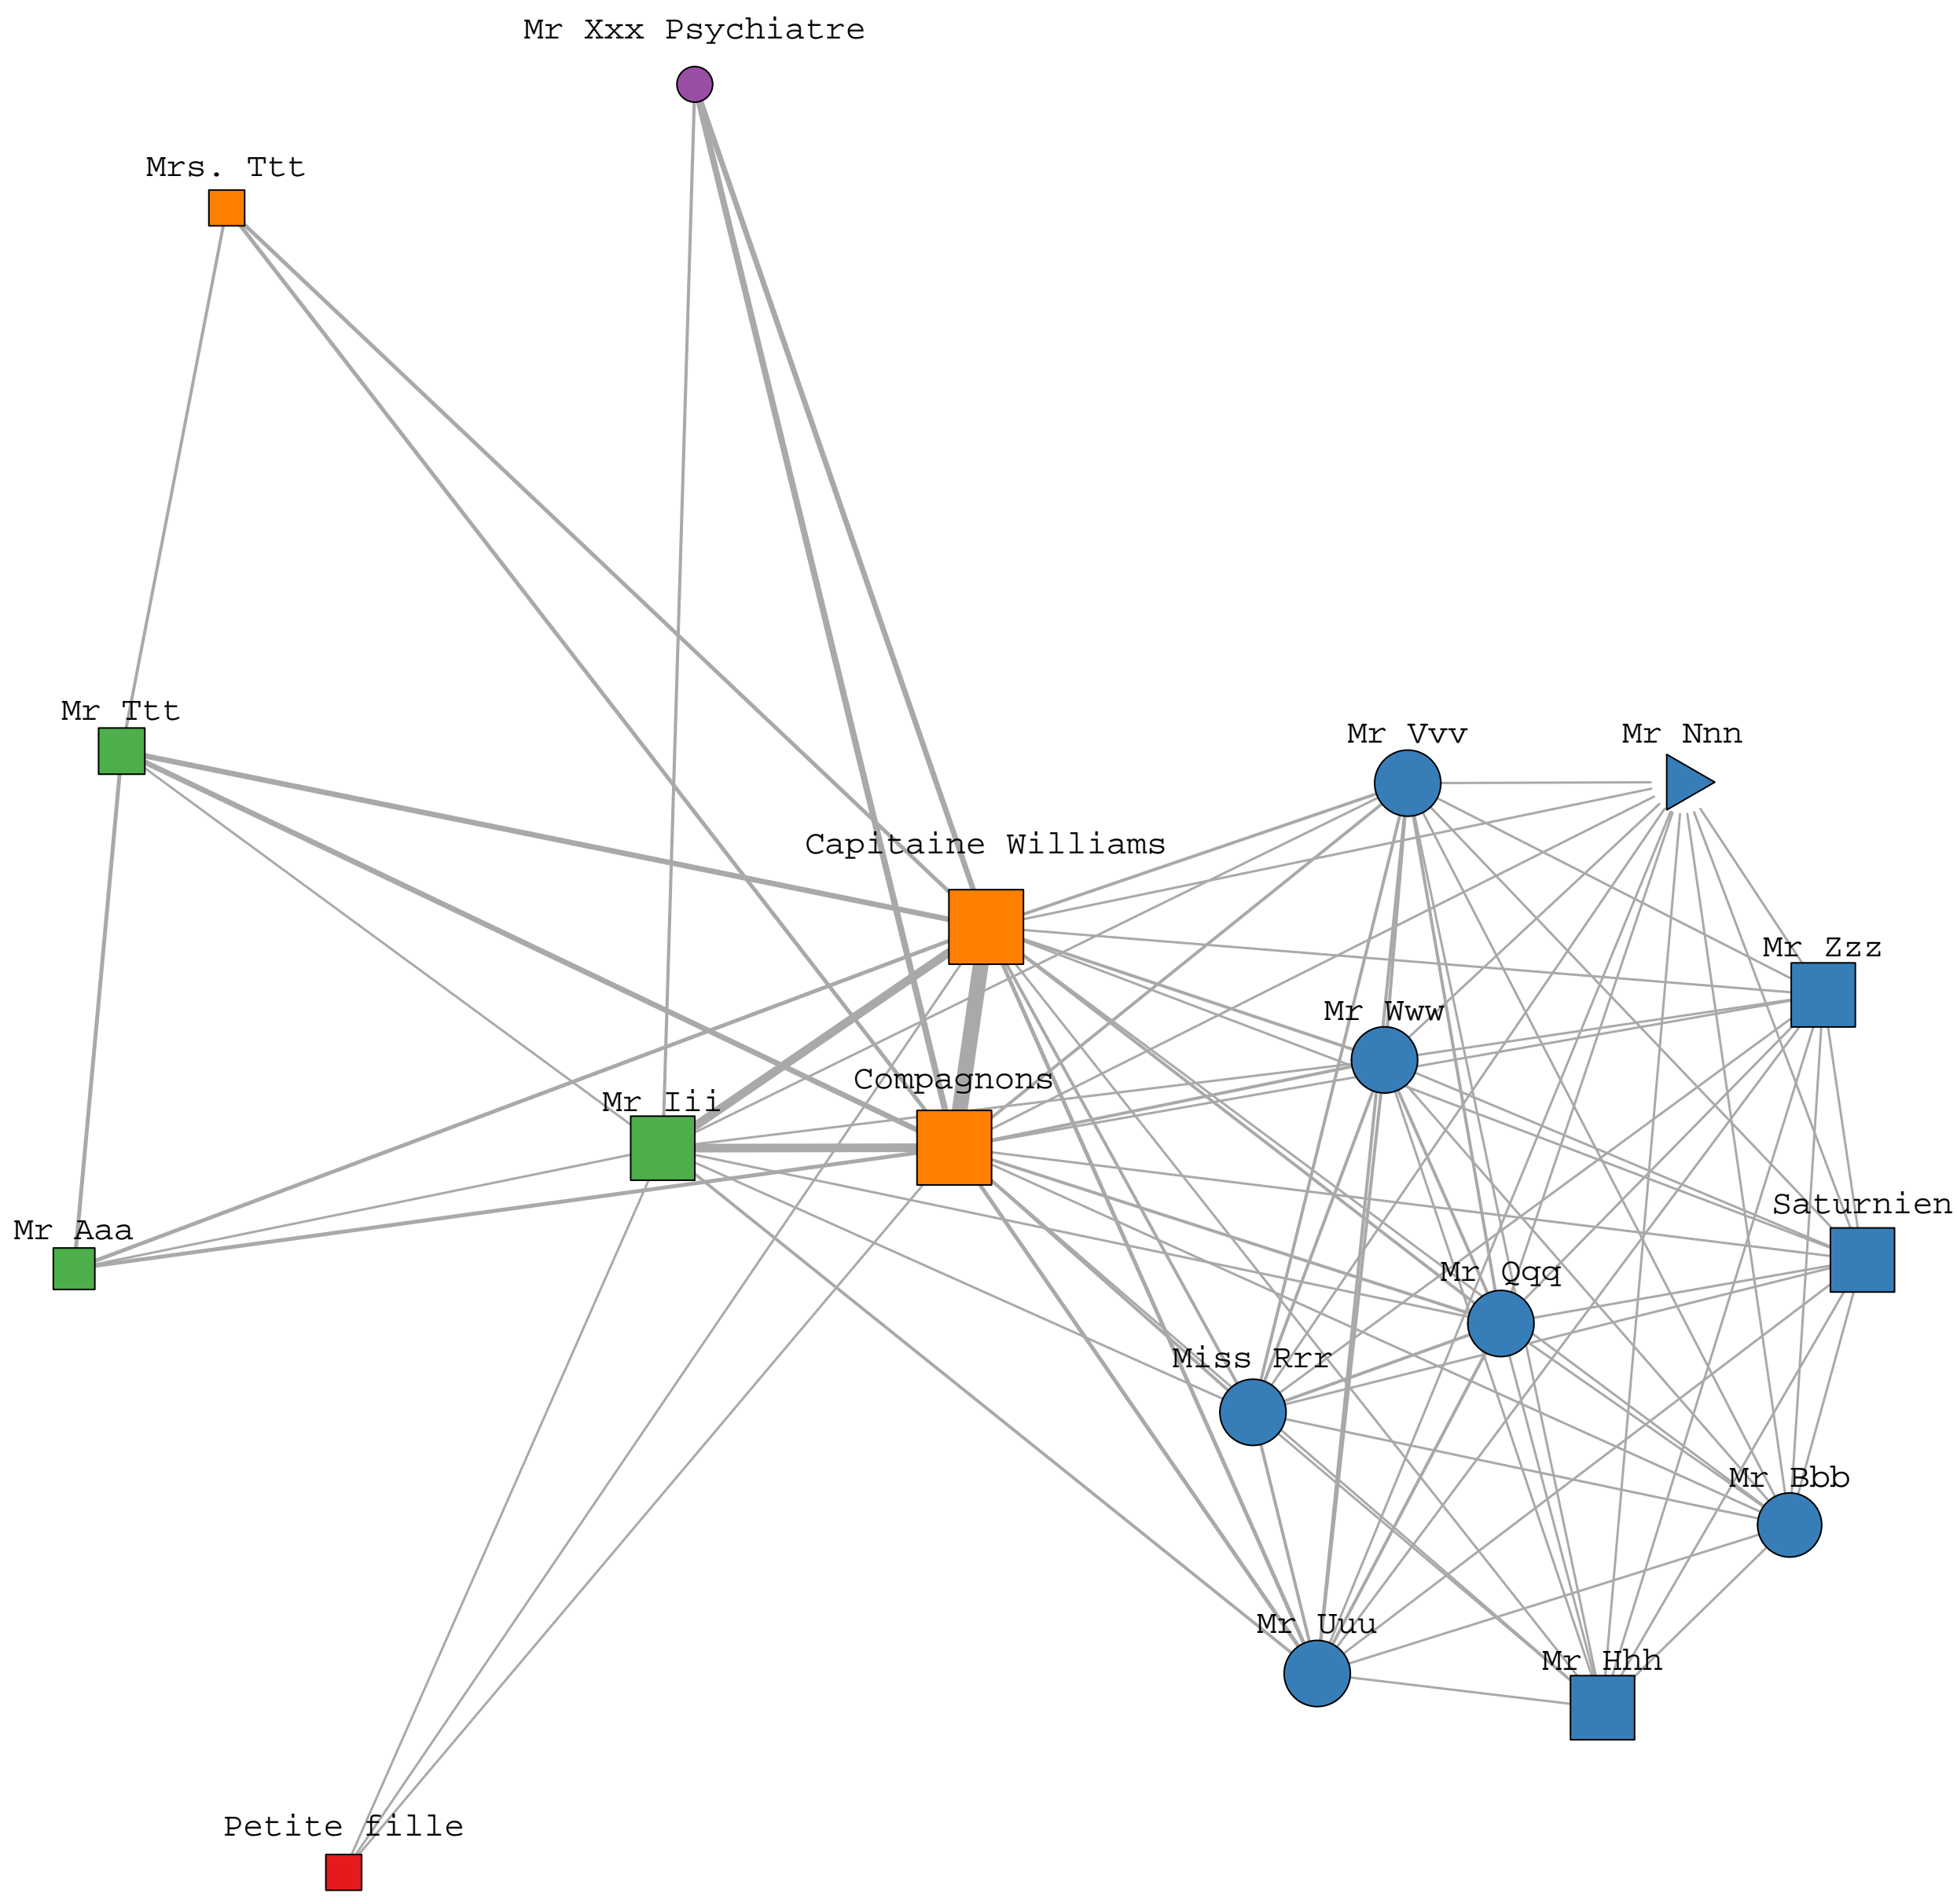 Mr Xxx Psychiatre
Mrs. Ttt
Mr Ttt
Mr Vvv
Mr Nnn
Capitaine Williams
Mr Zzz
Mr Www
Compagnons
Mr Iii
Saturnien
Mr Aaa
Mr Qqq
Miss Rrr
Mr Bbb
Mr Uuu
Mr Hhh
Petite fille